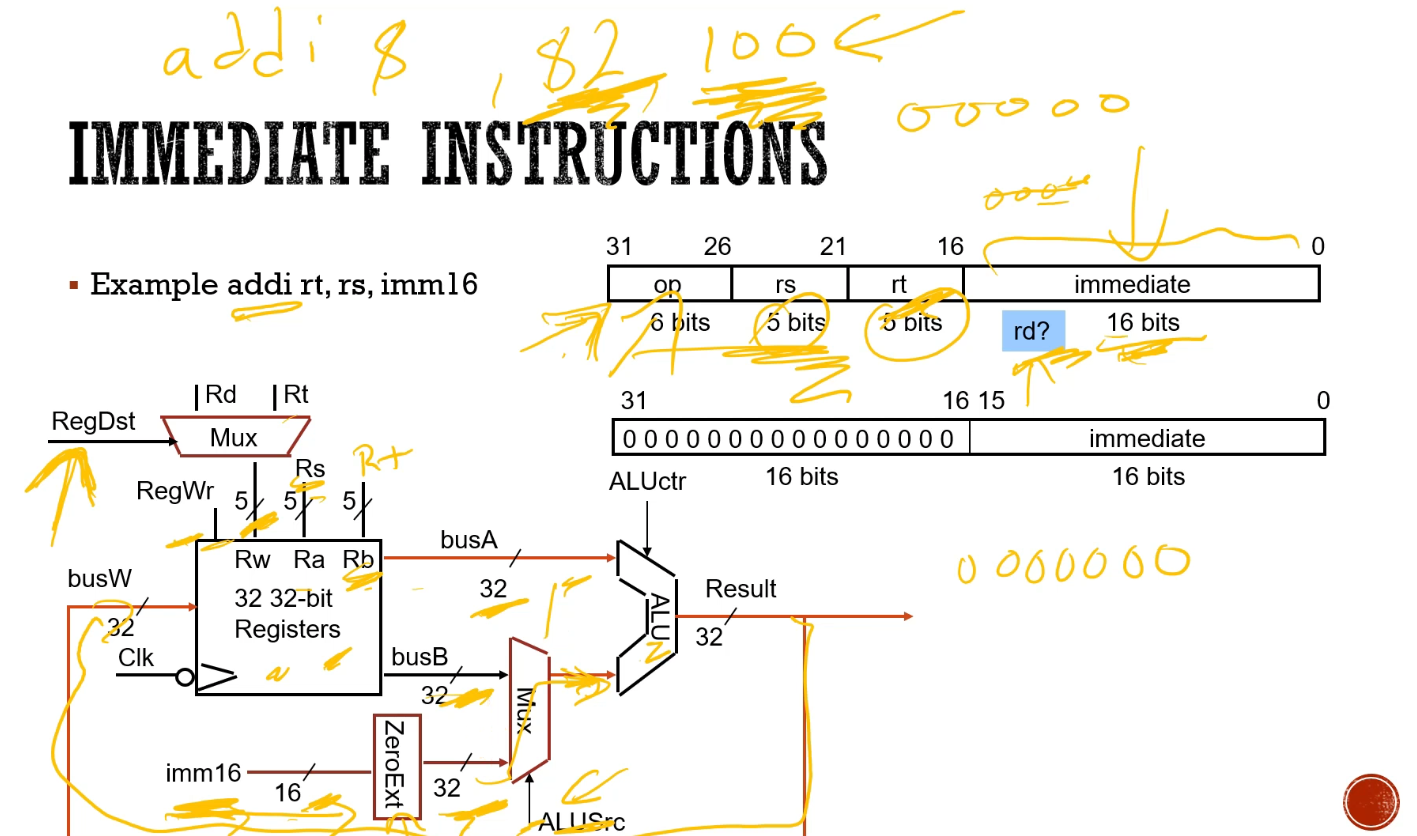 addi $ , $2, 100
00000
IMMEDIATE INSTRUCTIONS
000
31 26 21 16 0
▪ Example addi rt, rs, imm16
op rs rt immediate
6 bits 5 bits 5 bits rd? 16 bits
31 16 15 0
0 0 0 0 0 0 0 0 0 0 0 0 0 0 0 0 immediate
16 bits 16 bits
Rd Rt
RegDst
Mux
Rs Rt
RegWr 5 5 5
ALUctr
Rw Ra Rb
busA
32
busW
32
32 32-bit
Registers
ALU
Result
32
0000000
Clk
busB
32
Mux
ZeroExt
imm16
16
32
ALUSrc